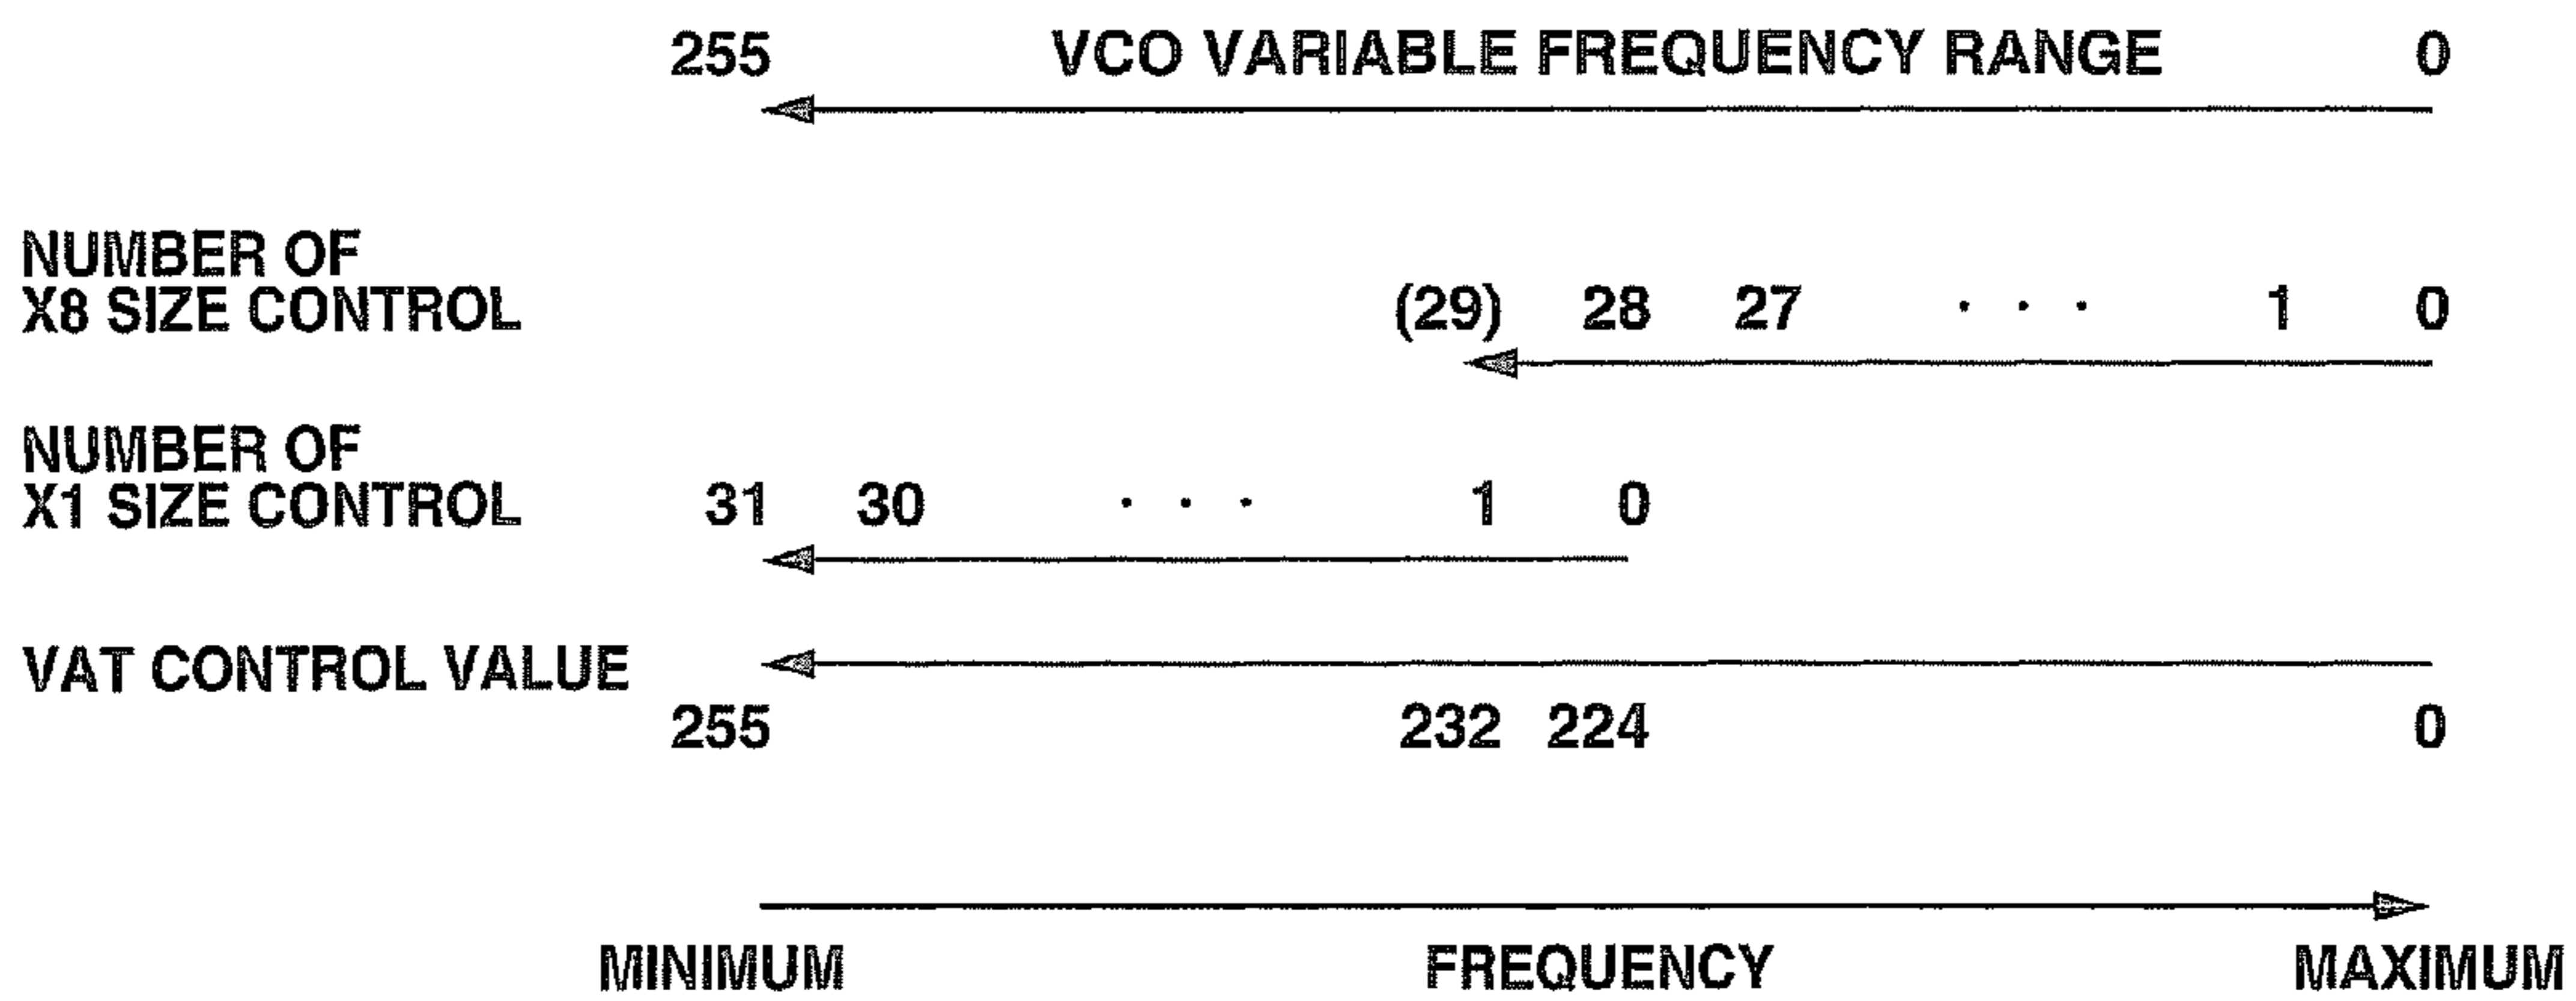 255 VCO VARIABLE FREQUENCY RANGE 0
NUMBER OF
X8 SIZE CONTROL (29) 28 27 · · · 1 0
NUMBER OF
X1 SIZE CONTROL 31 30 · · · 1 0
VAT CONTROL VALUE
255 232 224 0
MINIMUM FREQUENCY MAXIMUM